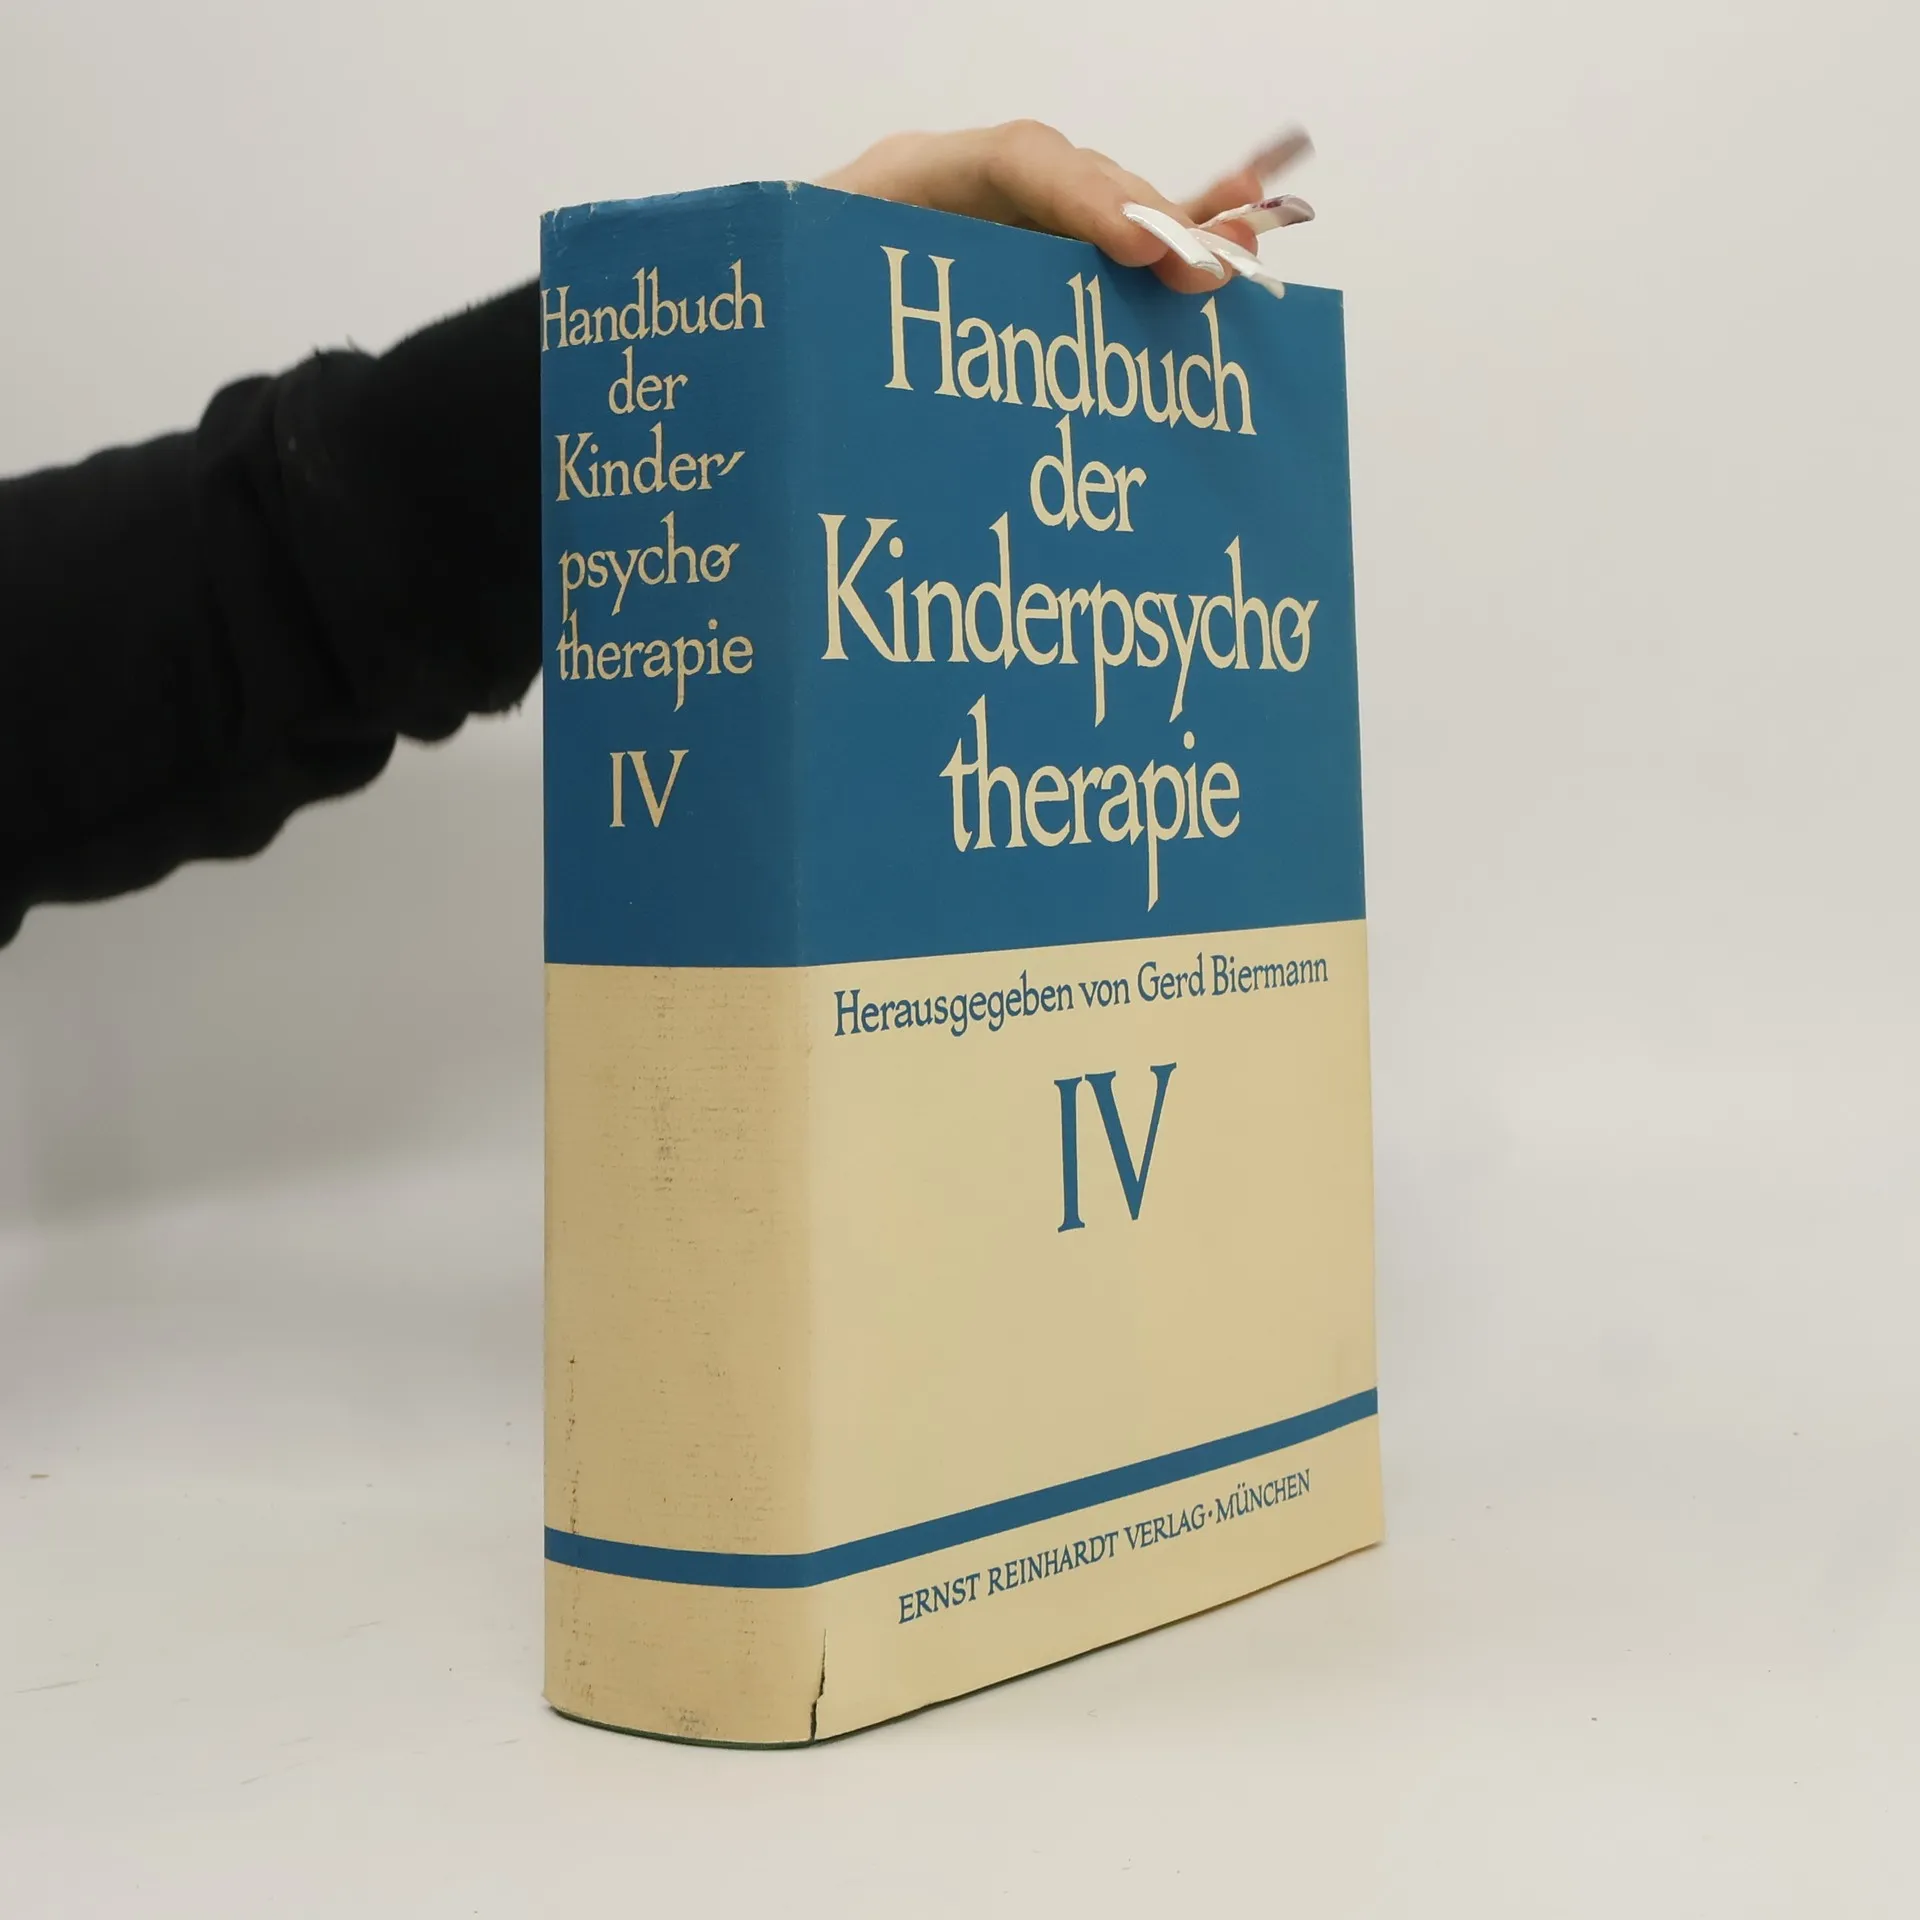 Handbuch
der
Kinder-
psycho-
therapie
IV
Handbuch
der
Kinderpsycho-
therapie
Herausgegeben von Gerd Biermann
IV
ERNST REINHARDT VERLAG · MÜNCHEN